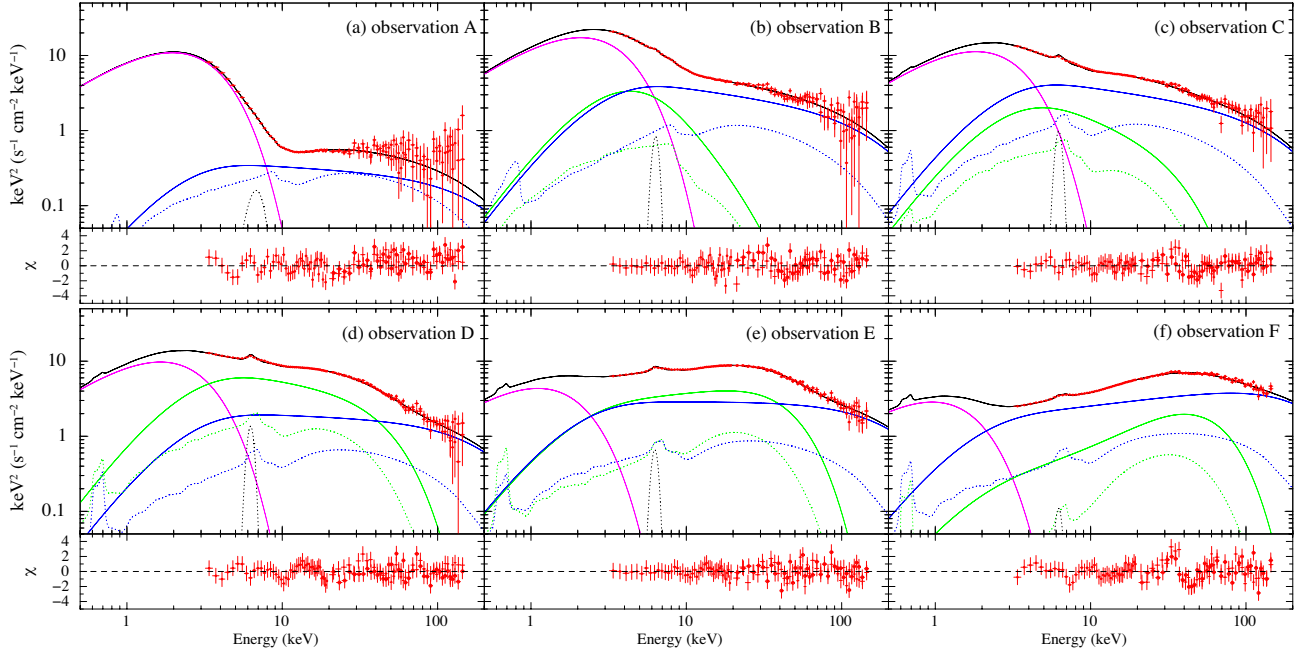 (a) observation A
(b) observation B
(c) observation C
keV² (s⁻¹ cm⁻² keV⁻¹)
10
1
0.1
χ
4
2
0
−2
−4
(d) observation D
(e) observation E
(f) observation F
keV² (s⁻¹ cm⁻² keV⁻¹)
10
1
0.1
χ
4
2
0
−2
−4
1 10 100 1 10 100 1 10 100
Energy (keV) Energy (keV) Energy (keV)